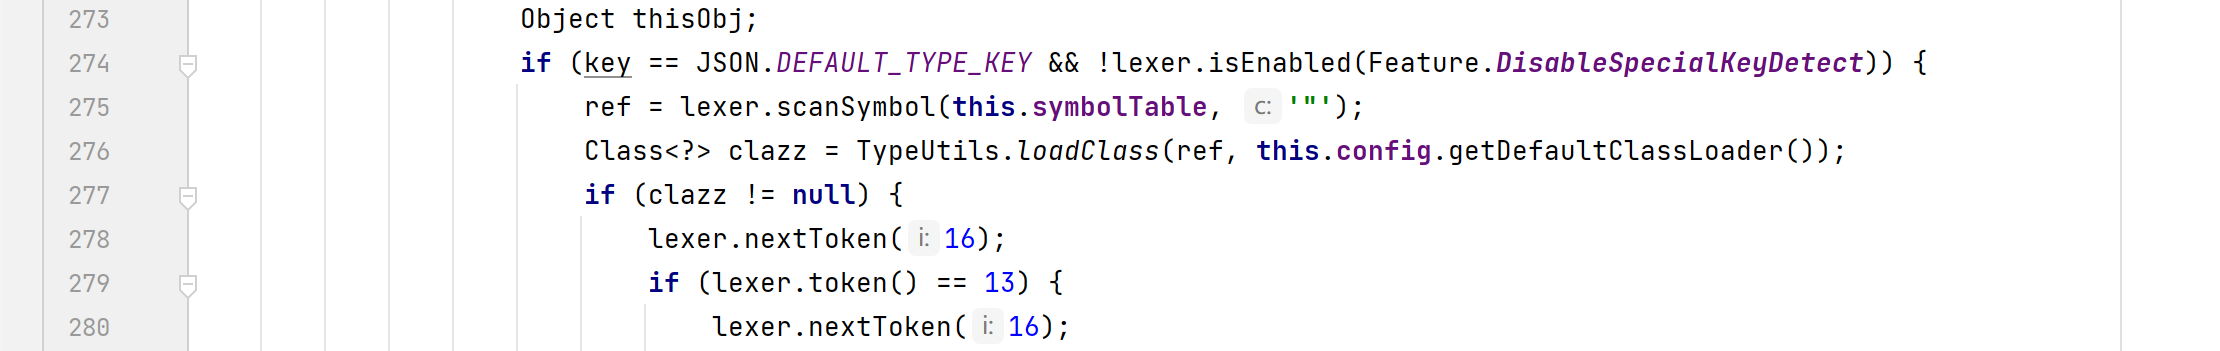 273 Object thisObj;
274 if (key == JSON.DEFAULT_TYPE_KEY && !lexer.isEnabled(Feature.DisableSpecialKeyDetect)) {
275 ref = lexer.scanSymbol(this.symbolTable, c: '"');
276 Class<?> clazz = TypeUtils.loadClass(ref, this.config.getDefaultClassLoader());
277 if (clazz != null) {
278 lexer.nextToken( i: 16);
279 if (lexer.token() == 13) {
280 lexer.nextToken( i: 16);